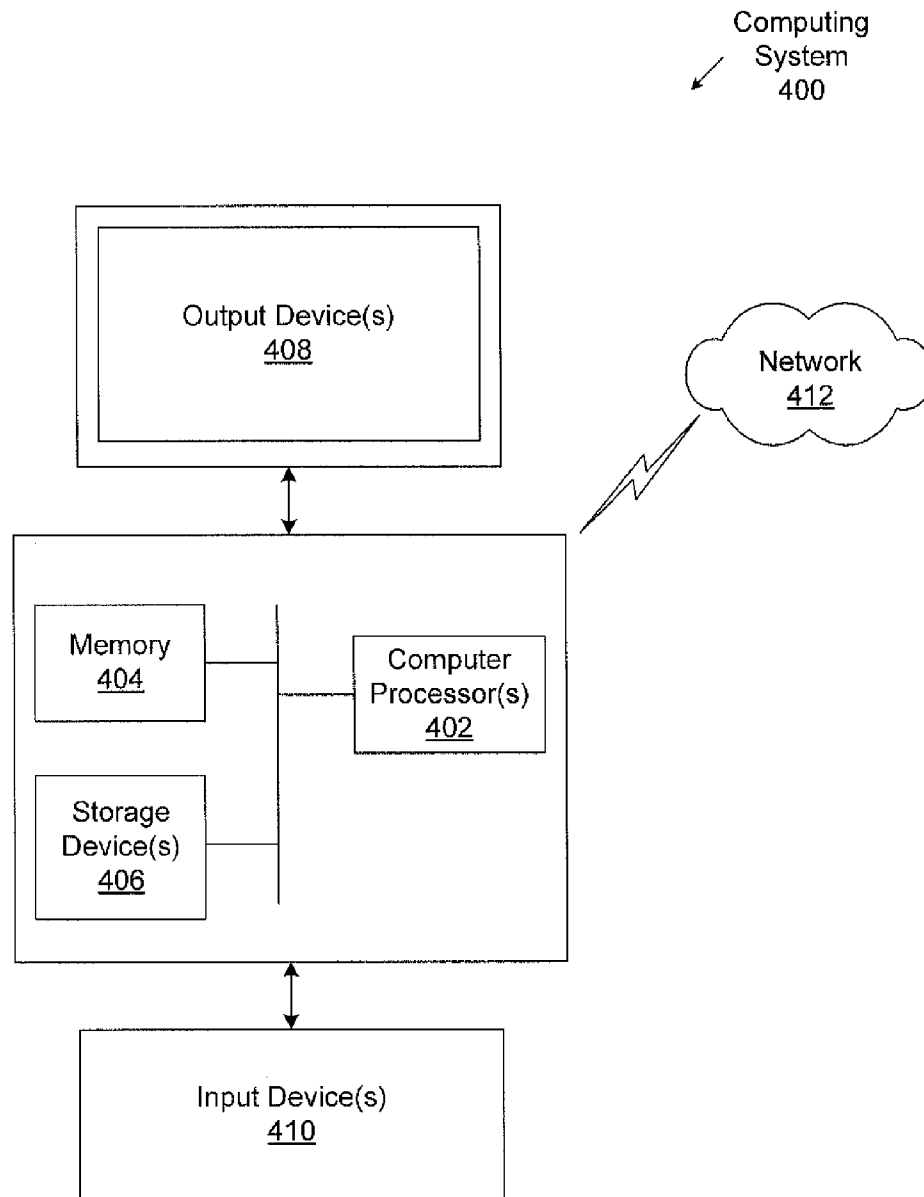 Computing
System
400
Output Device(s)
408
Network
412
Memory
404
Computer
Processor(s)
402
Storage
Device(s)
406
Input Device(s)
410